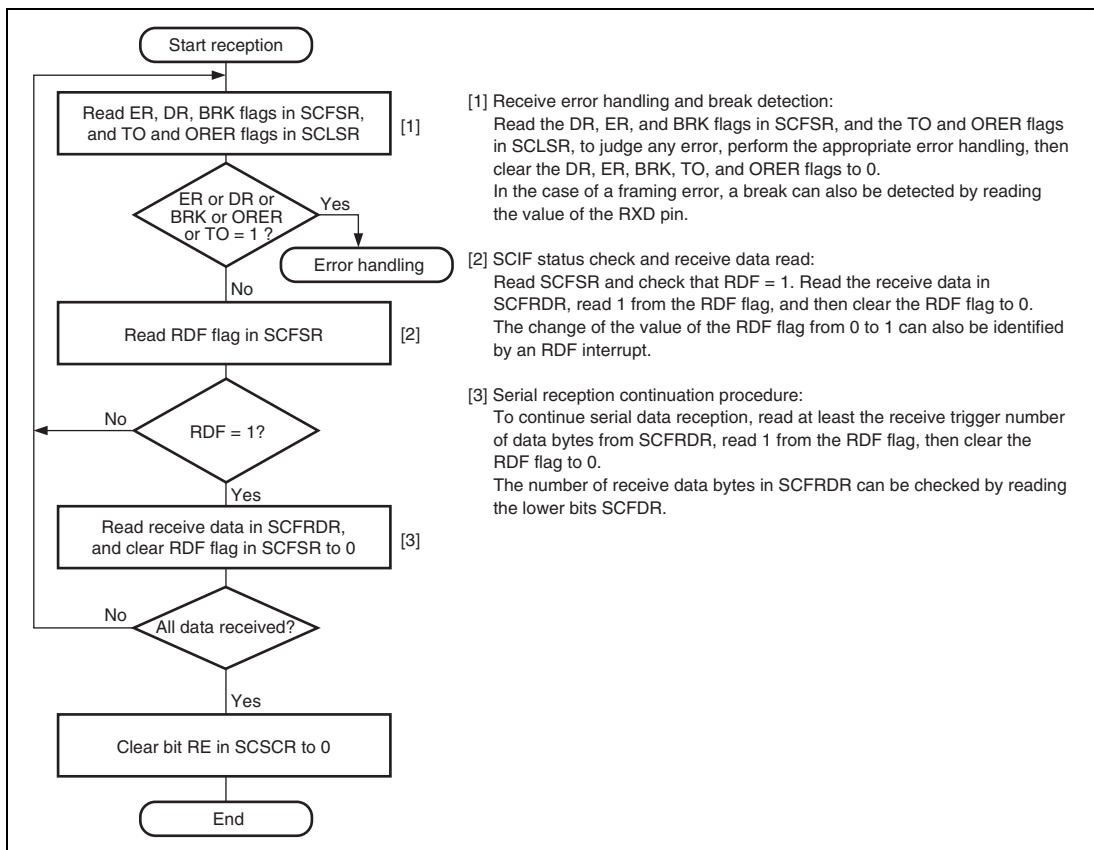 Start reception
Read ER, DR, BRK flags in SCFSR,
and TO and ORER flags in SCLSR
[1]
ER or DR or
BRK or ORER
or TO = 1 ?
Yes
Error handling
No
Read RDF flag in SCFSR
[2]
No
RDF = 1?
Yes
Read receive data in SCFRDR,
and clear RDF flag in SCFSR to 0
[3]
No
All data received?
Yes
Clear bit RE in SCSCR to 0
End
[1] Receive error handling and break detection:
Read the DR, ER, and BRK flags in SCFSR, and the TO and ORER flags
in SCLSR, to judge any error, perform the appropriate error handling, then
clear the DR, ER, BRK, TO, and ORER flags to 0.
In the case of a framing error, a break can also be detected by reading
the value of the RXD pin.
[2] SCIF status check and receive data read:
Read SCFSR and check that RDF = 1. Read the receive data in
SCFRDR, read 1 from the RDF flag, and then clear the RDF flag to 0.
The change of the value of the RDF flag from 0 to 1 can also be identified
by an RDF interrupt.
[3] Serial reception continuation procedure:
To continue serial data reception, read at least the receive trigger number
of data bytes from SCFRDR, read 1 from the RDF flag, then clear the
RDF flag to 0.
The number of receive data bytes in SCFRDR can be checked by reading
the lower bits SCFDR.